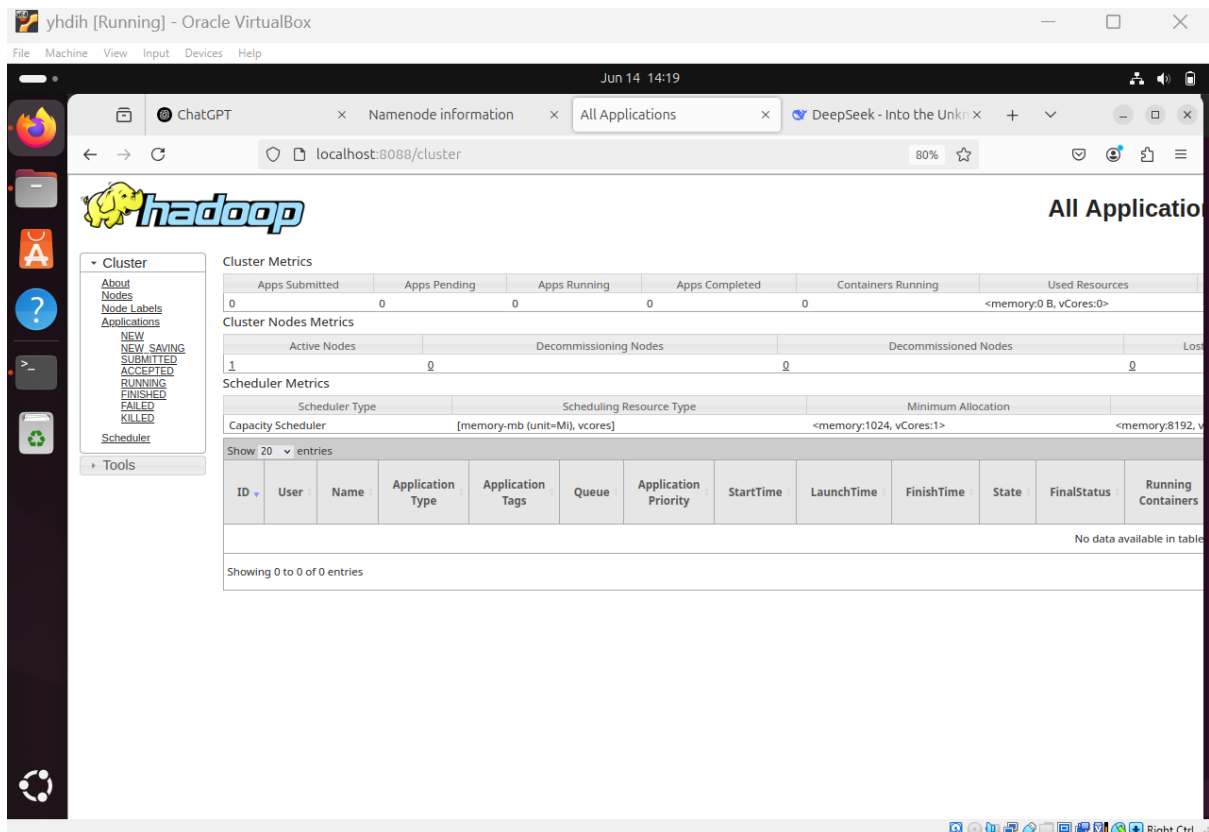 yhdih [Running] - Oracle VirtualBox
File Machine View Input Devices Help
Jun 14 14:19
ChatGPT Namenode information All Applications DeepSeek - Into the Unkn
localhost:8088/cluster 80%
hadoop
All Application
Cluster
About
Nodes
Node Labels
Applications
NEW
NEW_SAVING
SUBMITTED
ACCEPTED
RUNNING
FINISHED
FAILED
KILLED
Scheduler
Tools
Cluster Metrics
Apps Submitted Apps Pending Apps Running Apps Completed Containers Running Used Resources
0 0 0 0 0 <memory:0 B, vCores:0>
Cluster Nodes Metrics
Active Nodes Decommissioning Nodes Decommissioned Nodes Lost
1 0 0 0
Scheduler Metrics
Scheduler Type Scheduling Resource Type Minimum Allocation
Capacity Scheduler [memory-mb (unit=Mi), vcores] <memory:1024, vCores:1> <memory:8192, v
Show 20 entries
ID User Name Application Type Application Tags Queue Application Priority StartTime LaunchTime FinishTime State FinalStatus Running Containers
No data available in table
Showing 0 to 0 of 0 entries
Right Ctrl